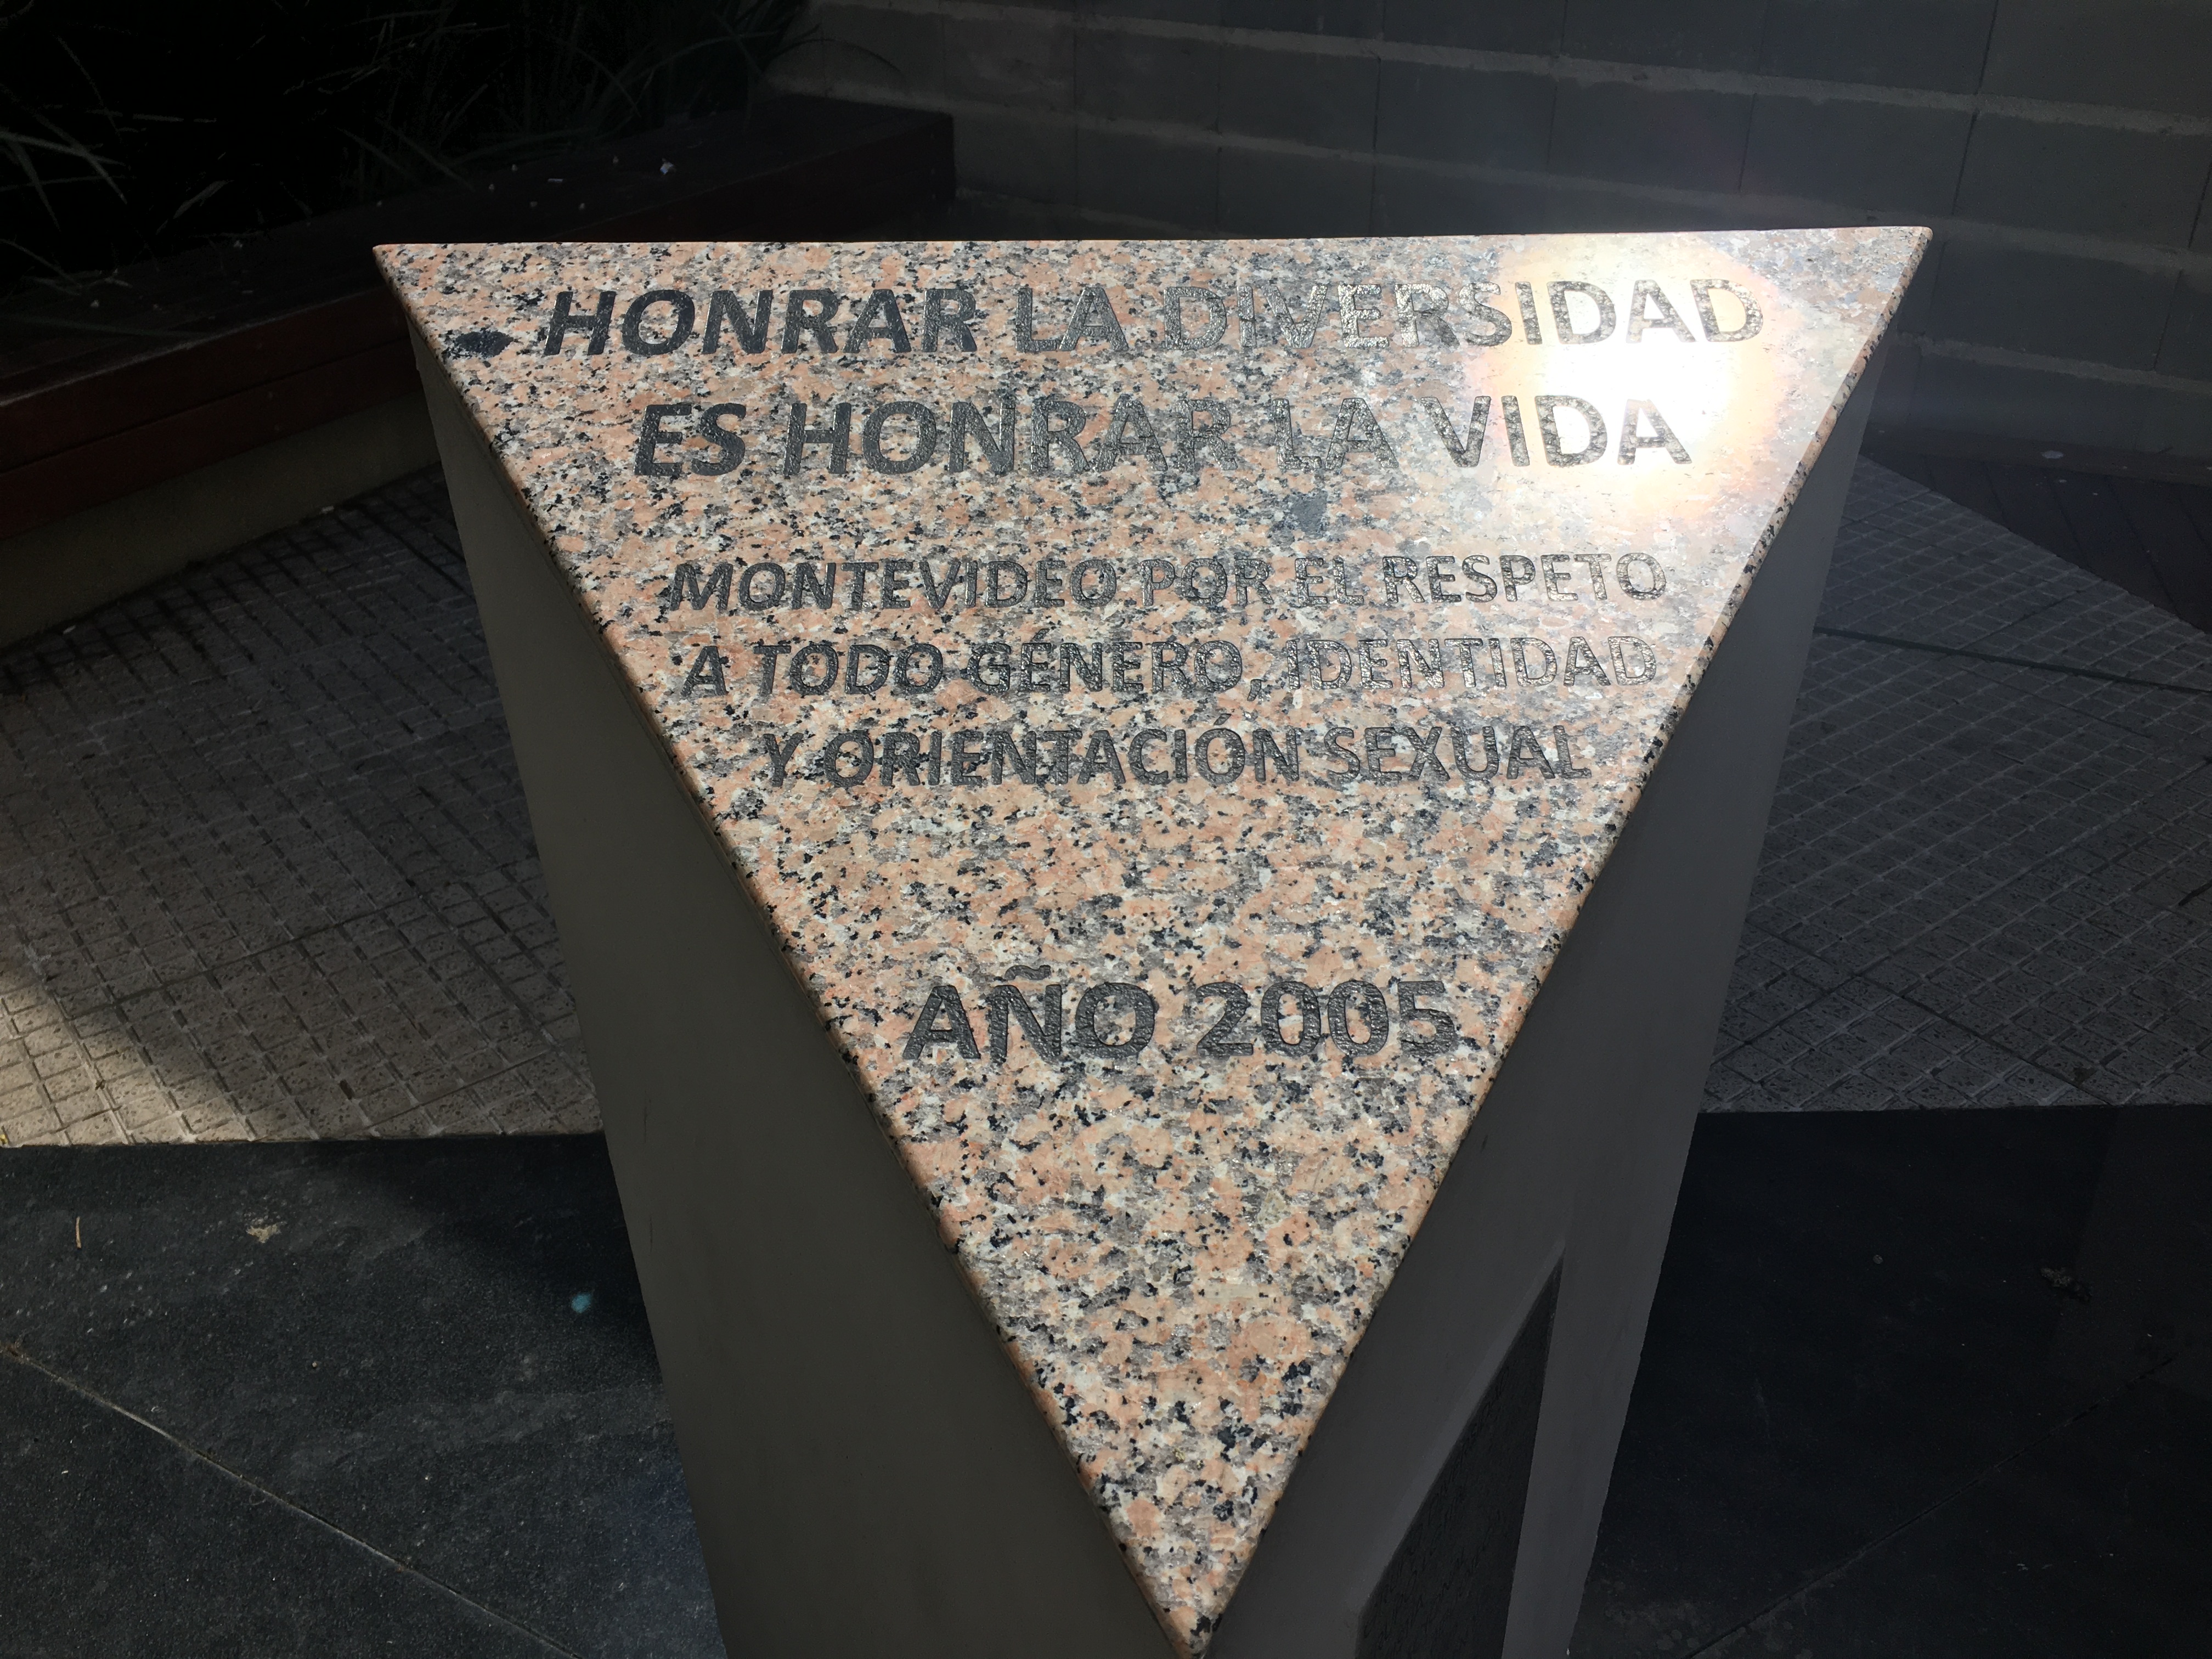 HONRAR LA DIVERSIDAD
ES HONRAR LA VIDA
MONTEVIDEO POR EL RESPETO
A TODO GÉNERO, IDENTIDAD
Y ORIENTACIÓN SEXUAL
AÑO 2005